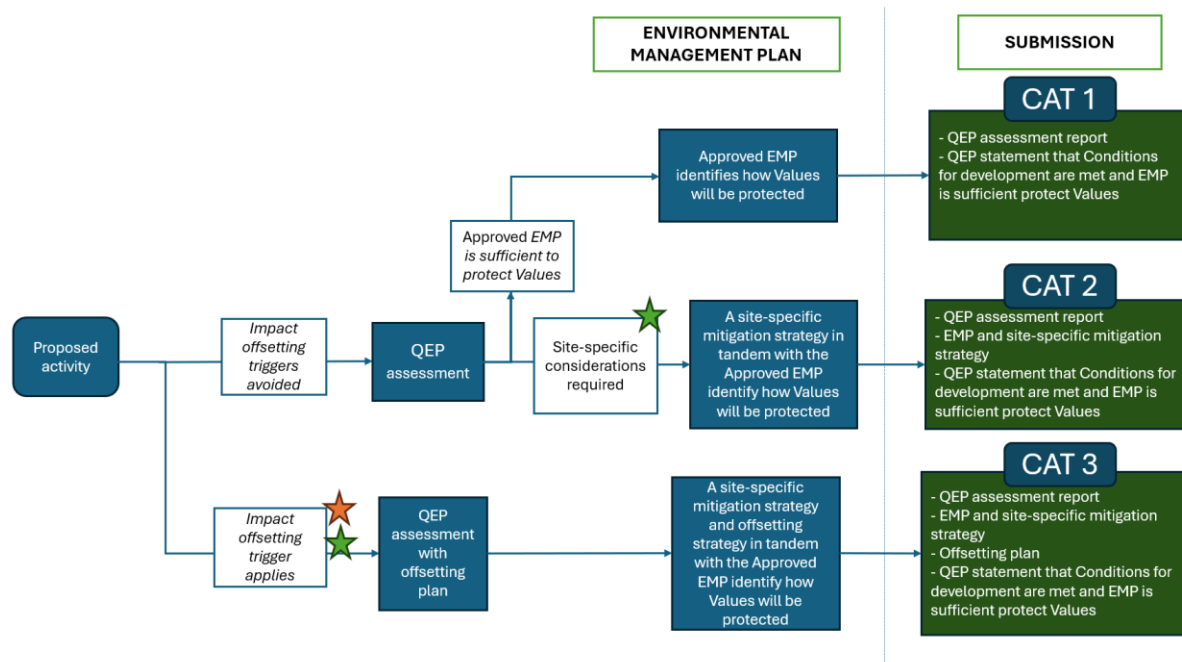 ENVIRONMENTAL
MANAGEMENT PLAN
SUBMISSION
CAT 1
- QEP assessment report
- QEP statement that Conditions
for development are met and EMP
is sufficient protect Values
Approved EMP
identifies how Values
will be protected
Approved EMP
is sufficient to
protect Values
Proposed
activity
Impact
offsetting
triggers
avoided
QEP
assessment
Site-specific
considerations
required
A site-specific
mitigation strategy in
tandem with the
Approved EMP
identify how Values
will be protected
CAT 2
- QEP assessment report
- EMP and site-specific mitigation
strategy
- QEP statement that Conditions for
development are met and EMP is
sufficient protect Values
Impact
offsetting
trigger
applies
QEP
assessment
with
offsetting
plan
A site-specific
mitigation strategy
and offsetting
strategy in tandem
with the Approved
EMP identify how
Values will be
protected
CAT 3
- QEP assessment report
- EMP and site-specific mitigation
strategy
- Offsetting plan
- QEP statement that Conditions for
development are met and EMP is
sufficient protect Values